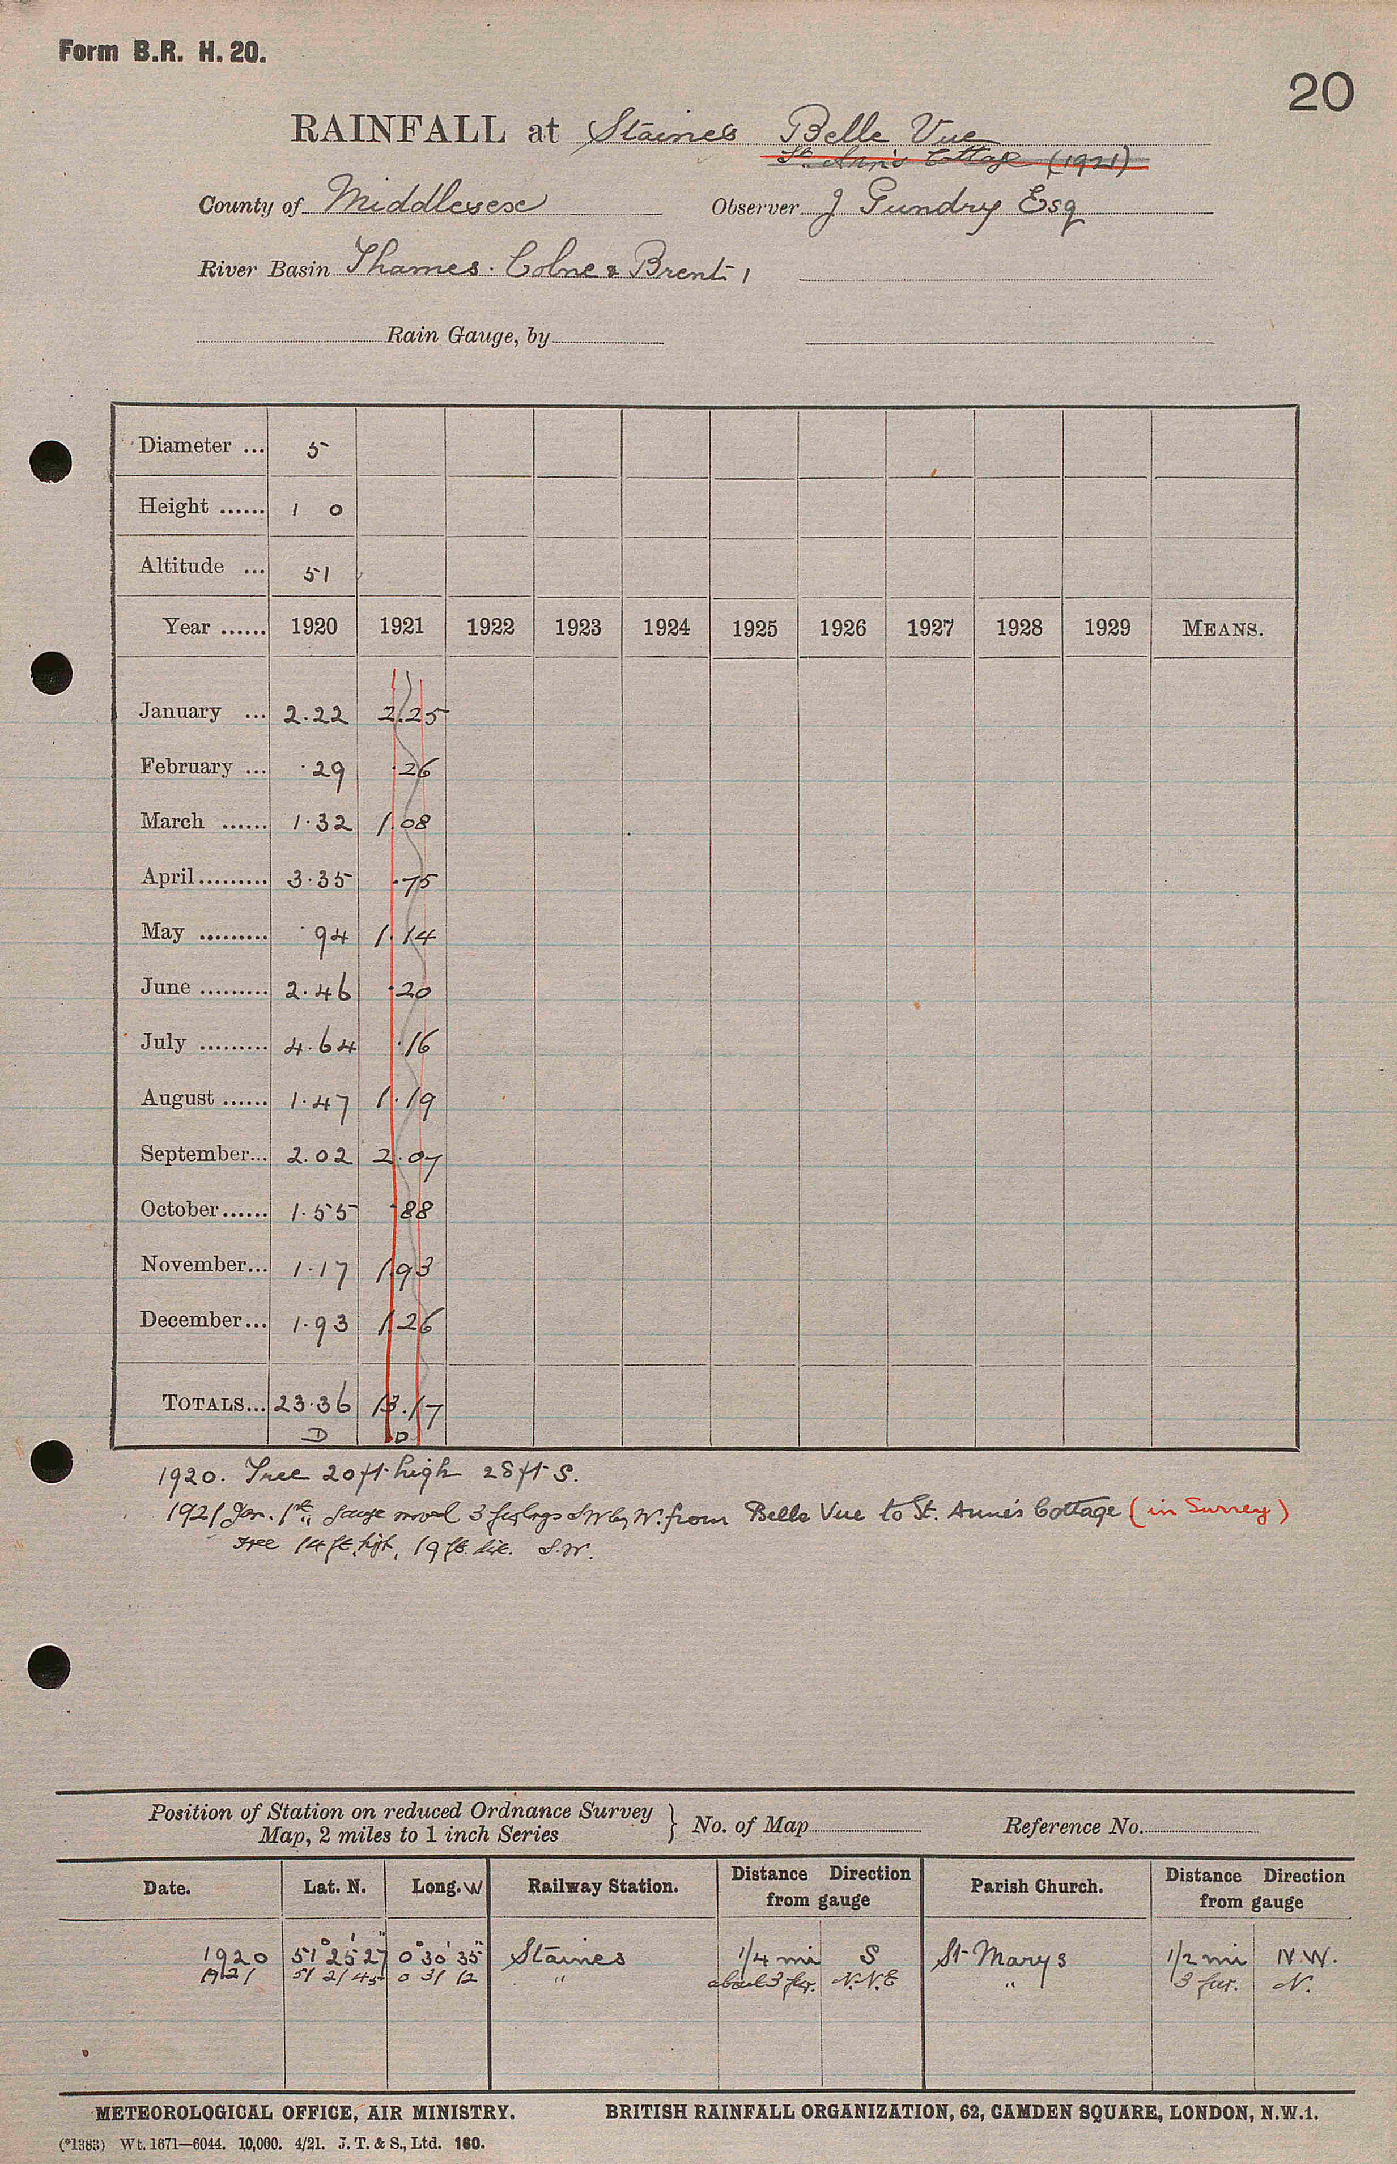 Form B.R. H. 20.
20
RAINFALL at Staines Belle Vue
St. Ann's Cottage (1921)
County of Middlesex Observer J Gundry Esq
River Basin Thames. Colne & Brent 1
Rain Gauge, by
Diameter ... 5
Height ...... 1 0
Altitude ... 51
Year ...... 1920 1921 1922 1923 1924 1925 1926 1927 1928 1929 MEANS.
January ... 2.22 2.25
February ... .29 .26
March ...... 1.32 1.08
April......... 3.35 .75
May ......... .94 1.14
June ......... 2.46 .20
July ......... 4.64 .16
August ...... 1.47 1.19
September... 2.02 2.07
October...... 1.55 .88
November... 1.17 1.93
December... 1.93 1.26
TOTALS... 23.36 13.17
D D
1920. Tree 20ft high 28ft S.
1921 Jan. 1st, gauge moved 3 furlongs SW by W. from Belle Vue to St. Anne's Cottage (in Surrey)
Tree 14 ft. high, 19 ft. dis. S.W.
Position of Station on reduced Ordnance Survey
Map, 2 miles to 1 inch Series } No. of Map Reference No.
Date. Lat. N. Long. W Railway Station. Distance Direction from gauge Parish Church. Distance Direction from gauge
1920 51° 25' 27" 0° 30' 35" Staines 1/4 mi S St Marys 1/2 mi N.W.
1921 51 21 45 0 31 12 " about 3 fur. N.N.E " 3 fur. N.
METEOROLOGICAL OFFICE, AIR MINISTRY. BRITISH RAINFALL ORGANIZATION, 62, CAMDEN SQUARE, LONDON, N.W.1.
(*1383) Wt. 1671—6044. 10,000. 4/21. J. T. & S., Ltd. 160.